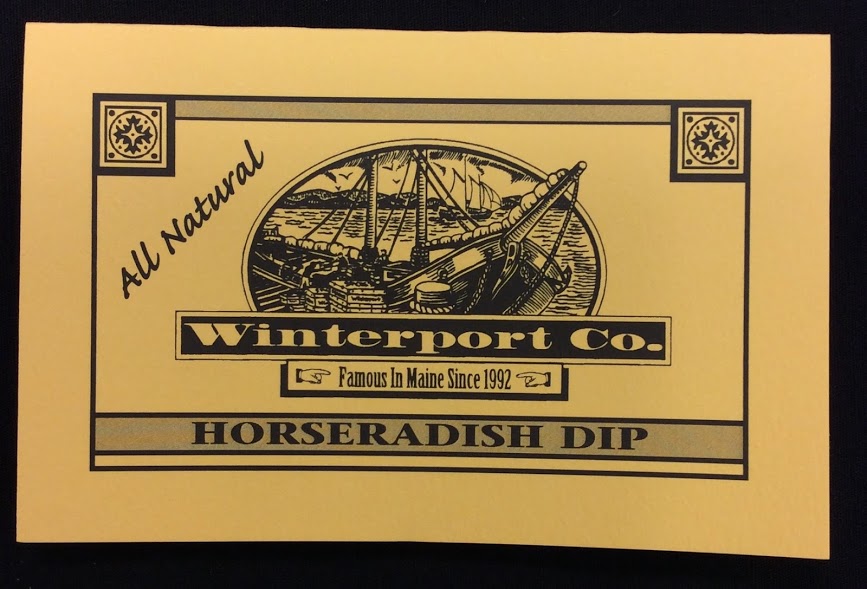 All Natural
Winterport Co.
Famous In Maine Since 1992
HORSERADISH DIP